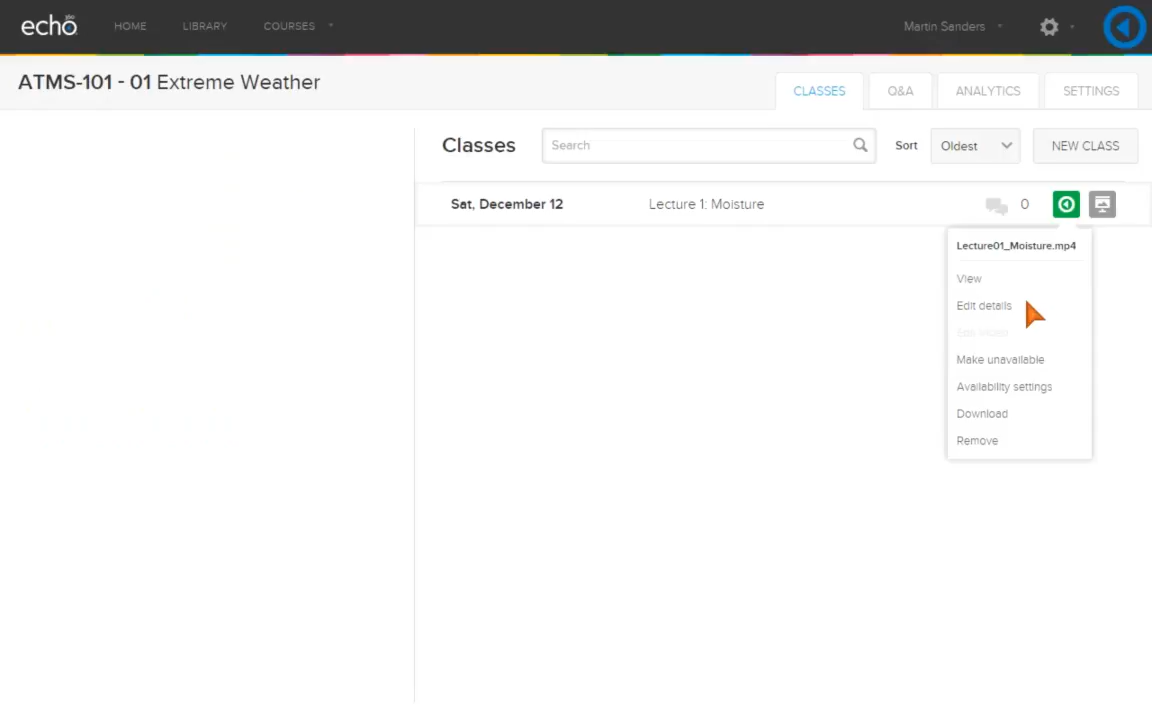 echo360 HOME LIBRARY COURSES Martin Sanders
ATMS-101 - 01 Extreme Weather
CLASSES Q&A ANALYTICS SETTINGS
Classes Search Sort Oldest NEW CLASS
Sat, December 12 Lecture 1: Moisture 0
Lecture01_Moisture.mp4
View
Edit details
Make unavailable
Availability settings
Download
Remove